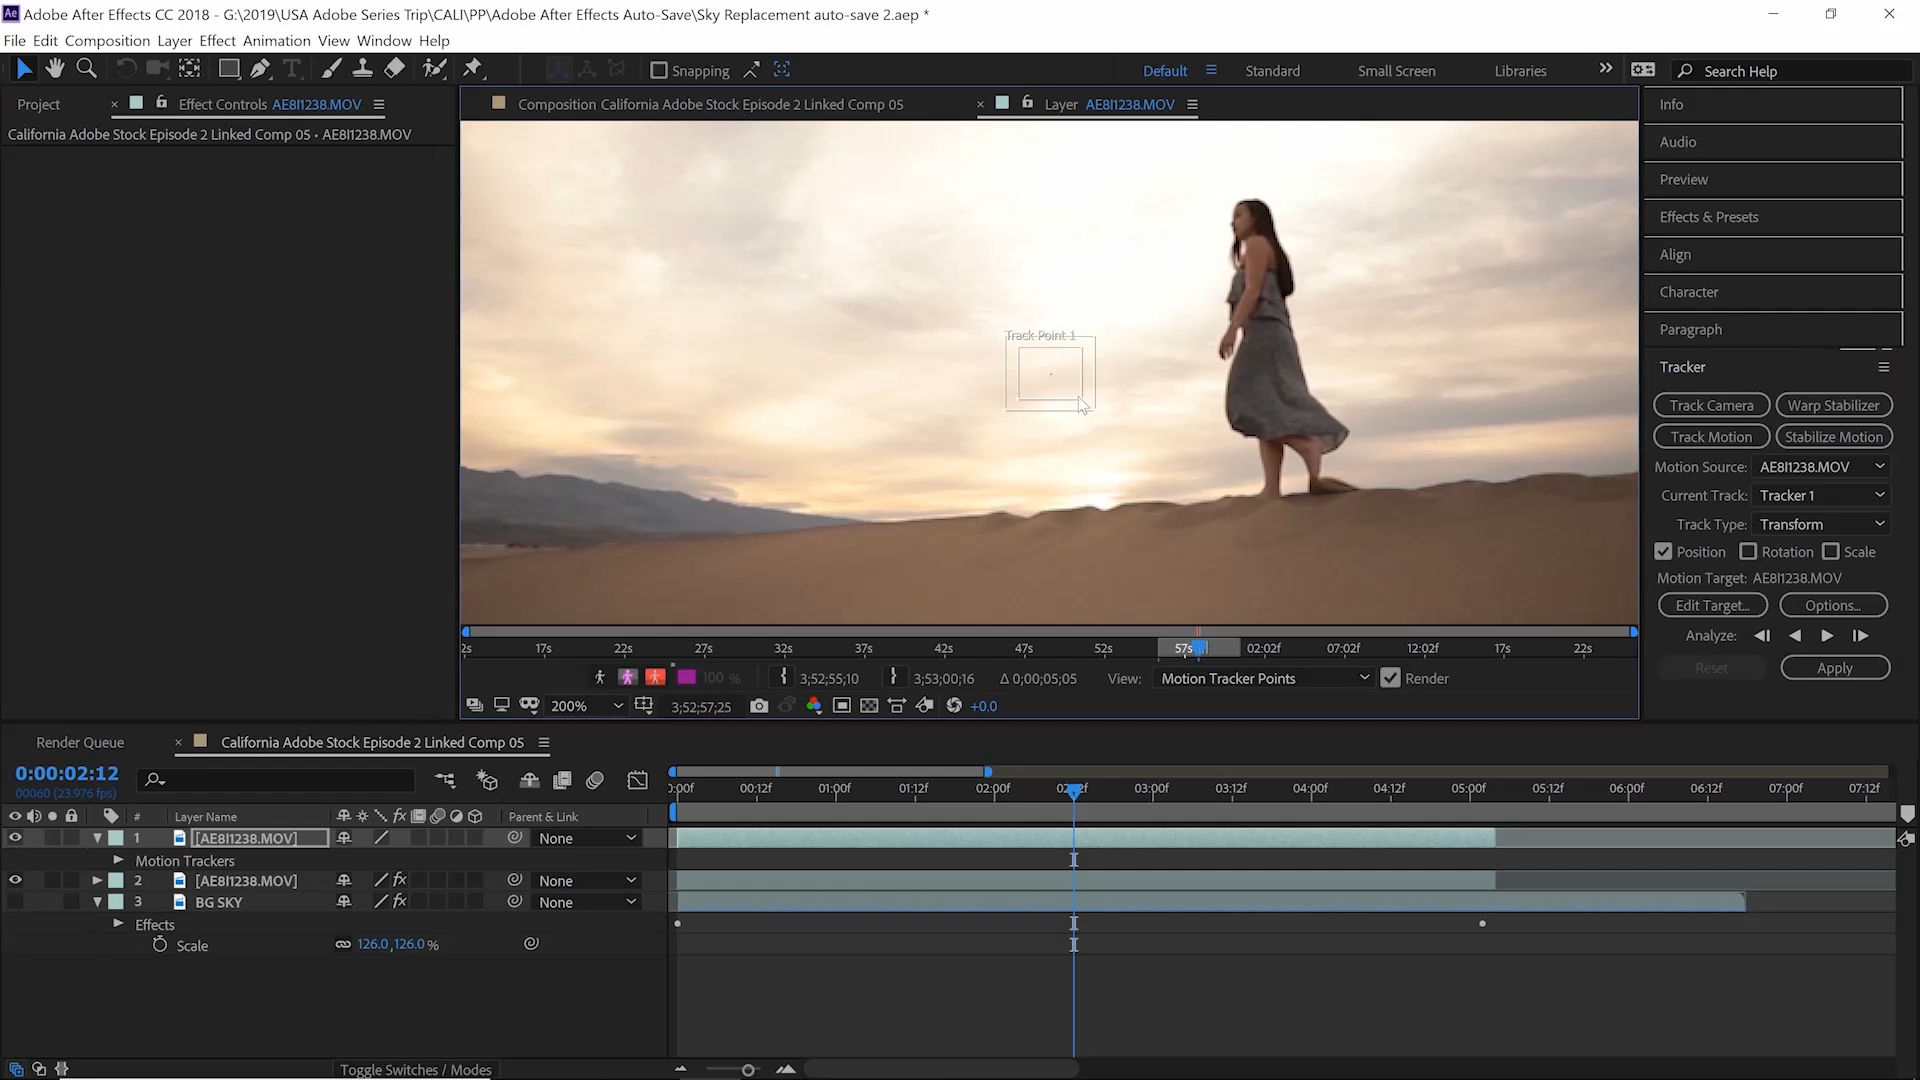 Ae Adobe After Effects CC 2018 - G:\2019\USA Adobe Series Trip\CALI\PP\Adobe After Effects Auto-Save\Sky Replacement auto-save 2.aep *
File Edit Composition Layer Effect Animation View Window Help
Snapping Default Standard Small Screen Libraries Search Help
Project Effect Controls AE8I1238.MOV Composition California Adobe Stock Episode 2 Linked Comp 05 Layer AE8I1238.MOV
California Adobe Stock Episode 2 Linked Comp 05 • AE8I1238.MOV
Info
Audio
Preview
Effects & Presets
Align
Character
Paragraph
Track Point 1
Tracker
Track Camera Warp Stabilizer
Track Motion Stabilize Motion
Motion Source: AE8I1238.MOV
Current Track: Tracker 1
Track Type: Transform
Position Rotation Scale
Motion Target: AE8I1238.MOV
Edit Target... Options...
Analyze:
Reset Apply
2s 17s 22s 27s 32s 37s 42s 47s 52s 57s 02:02f 07:02f 12:02f 17s 22s
100 % 3;52;55;10 3;53;00;16 Δ 0;00;05;05 View: Motion Tracker Points Render
200% 3;52;57;25 +0.0
Render Queue California Adobe Stock Episode 2 Linked Comp 05
0:00:02:12
00060 (23.976 fps)
0:00f 00:12f 01:00f 01:12f 02:00f 02:12f 03:00f 03:12f 04:00f 04:12f 05:00f 05:12f 06:00f 06:12f 07:00f 07:12f
# Layer Name fx Parent & Link
1 [AE8I1238.MOV] None
Motion Trackers
2 [AE8I1238.MOV] fx None
3 BG SKY fx None
Effects
Scale 126.0,126.0 %
Toggle Switches / Modes